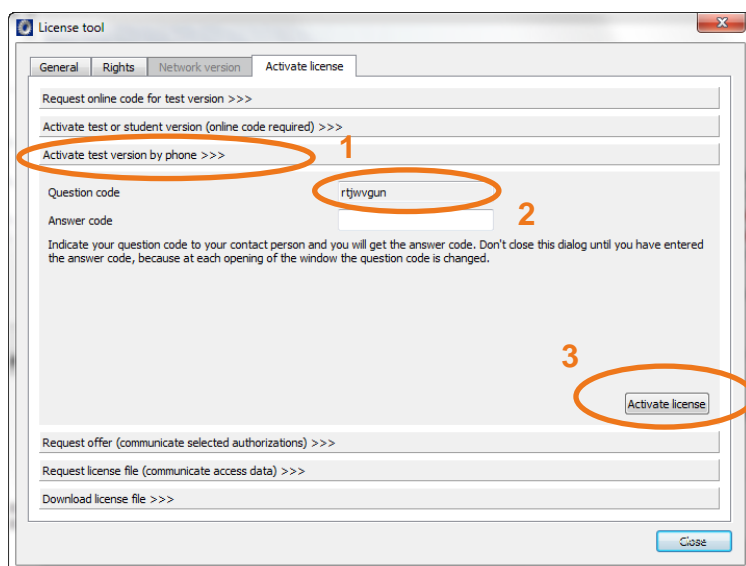 License tool
General Rights Network version Activate license
Request online code for test version >>>
Activate test or student version (online code required) >>>
1
Activate test version by phone >>>
Question code rtjwvgun
2
Answer code
Indicate your question code to your contact person and you will get the answer code. Don't close this dialog until you have entered
the answer code, because at each opening of the window the question code is changed.
3
Activate license
Request offer (communicate selected authorizations) >>>
Request license file (communicate access data) >>>
Download license file >>>
Close